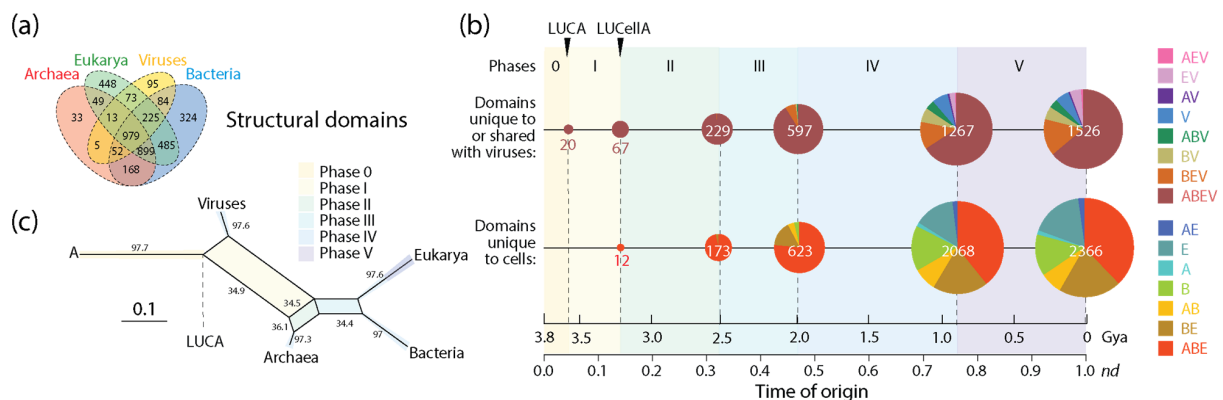 (a)
Eukarya Viruses
Archaea Bacteria
448 95
49 73 84
33 13 225 324
979
5 52 899 485
168
Structural domains
Phase 0
Phase I
Phase II
Phase III
Phase IV
Phase V
(c)
Viruses
97.6
A 97.7
34.9
34.5
36.1
97.3
34.4
97.6
97
Eukarya
Bacteria
Archaea
LUCA
0.1
(b)
LUCA LUCellA
Phases 0 I II III IV V
Domains
unique to
or shared
with viruses:
20 67 229 597 1267 1526
Domains
unique
to cells:
12 173 623 2068 2366
3.8 3.5 3.0 2.5 2.0 1.5 1.0 0.5 0 Gya
0.0 0.1 0.2 0.3 0.4 0.5 0.6 0.7 0.8 0.9 1.0 nd
Time of origin
AEV
EV
AV
V
ABV
BV
BEV
ABEV
AE
E
A
B
AB
BE
ABE